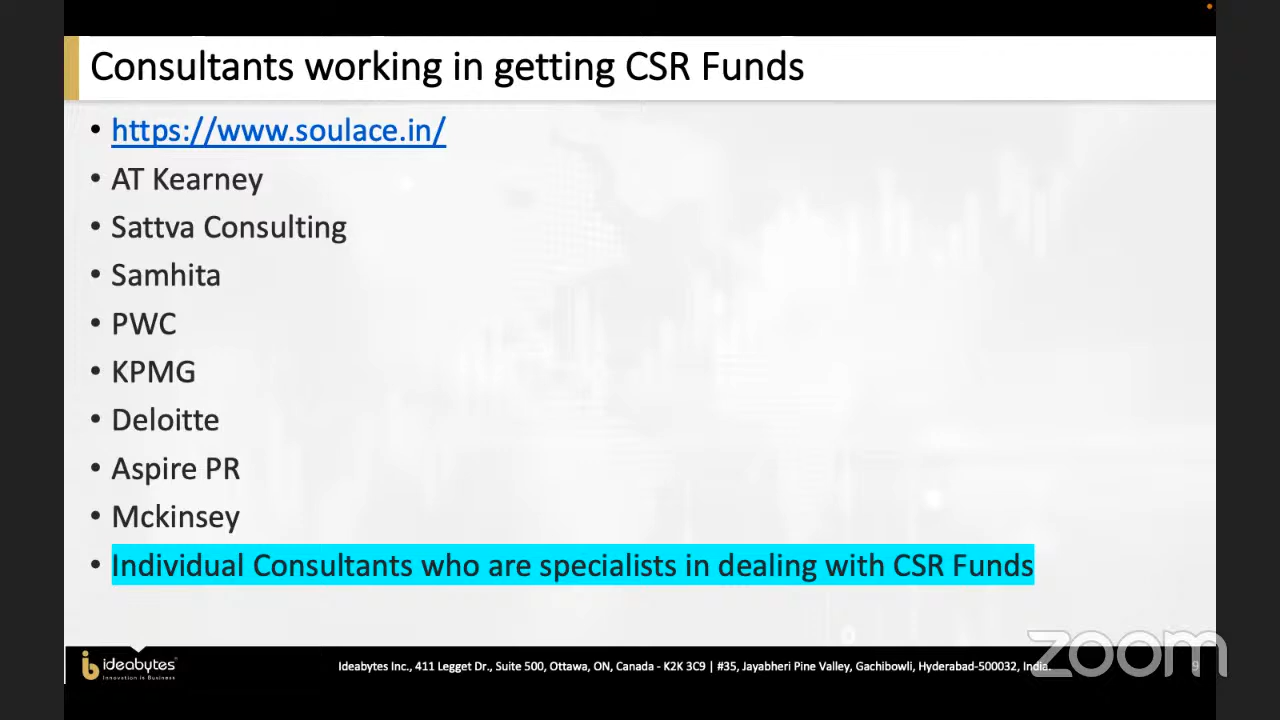 Consultants working in getting CSR Funds
• https://www.soulace.in/
• AT Kearney
• Sattva Consulting
• Samhita
• PWC
• KPMG
• Deloitte
• Aspire PR
• Mckinsey
• Individual Consultants who are specialists in dealing with CSR Funds
ideabytes
Innovation in Business
Ideabytes Inc., 411 Legget Dr., Suite 500, Ottawa, ON, Canada - K2K 3C9 | #35, Jayabheri Pine Valley, Gachibowli, Hyderabad-500032, India.
zoom
9